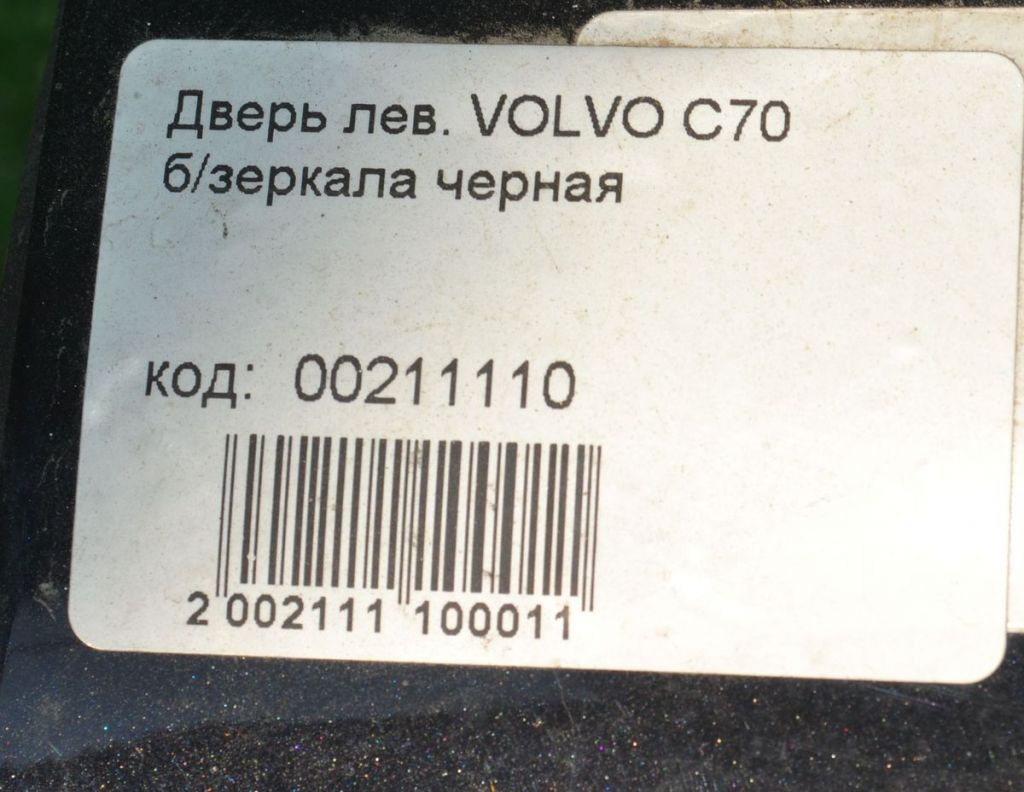 Дверь лев. VOLVO C70
б/зеркала черная
код: 00211110
2 002111 100011